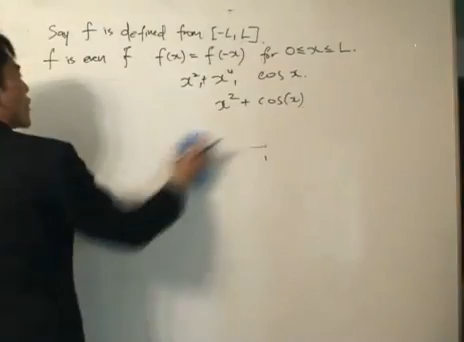 Say f is defined from [-L, L].
f is even if f(x) = f(-x) for 0≤x≤L.
x², x⁴, cos x.
x² + cos(x)